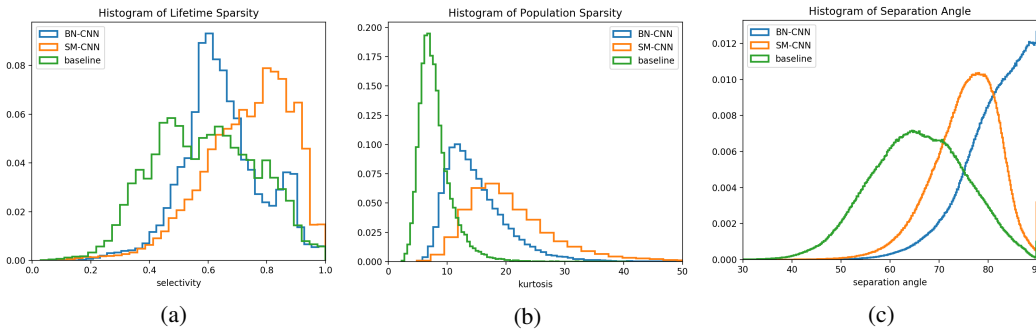 Histogram of Lifetime Sparsity
BN-CNN
SM-CNN
baseline
0.08
0.06
0.04
0.02
0.00
0.0 0.2 0.4 0.6 0.8 1.0
selectivity
(a)
Histogram of Population Sparsity
BN-CNN
SM-CNN
baseline
0.200
0.175
0.150
0.125
0.100
0.075
0.050
0.025
0.000
0 10 20 30 40 50
kurtosis
(b)
Histogram of Separation Angle
BN-CNN
SM-CNN
baseline
0.012
0.010
0.008
0.006
0.004
0.002
0.000
30 40 50 60 70 80
separation angle
(c)